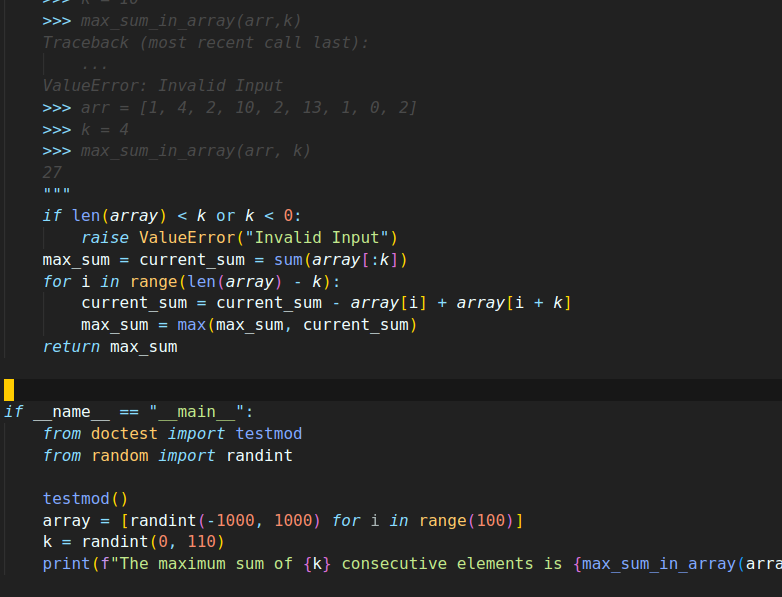 >>> k = 10
>>> max_sum_in_array(arr,k)
Traceback (most recent call last):
...
ValueError: Invalid Input
>>> arr = [1, 4, 2, 10, 2, 13, 1, 0, 2]
>>> k = 4
>>> max_sum_in_array(arr, k)
27
"""
if len(array) < k or k < 0:
raise ValueError("Invalid Input")
max_sum = current_sum = sum(array[:k])
for i in range(len(array) - k):
current_sum = current_sum - array[i] + array[i + k]
max_sum = max(max_sum, current_sum)
return max_sum
if __name__ == "__main__":
from doctest import testmod
from random import randint
testmod()
array = [randint(-1000, 1000) for i in range(100)]
k = randint(0, 110)
print(f"The maximum sum of {k} consecutive elements is {max_sum_in_array(arra